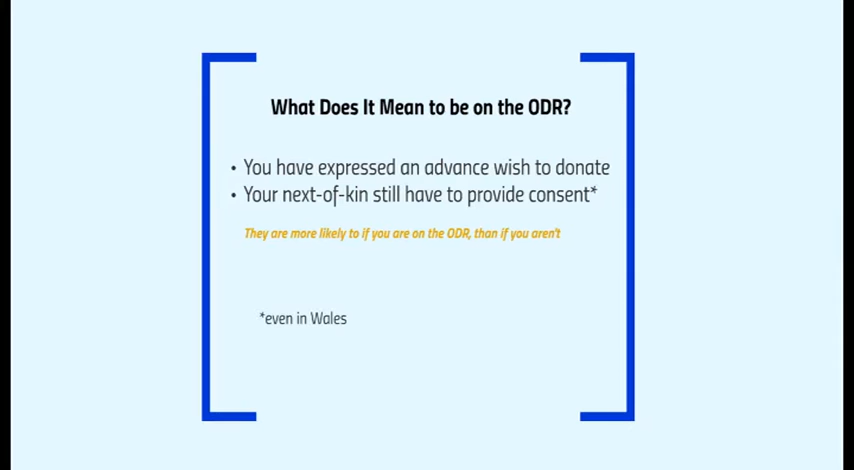 What Does It Mean to be on the ODR?
• You have expressed an advance wish to donate
• Your next-of-kin still have to provide consent*
They are more likely to if you are on the ODR, than if you aren't
*even in Wales